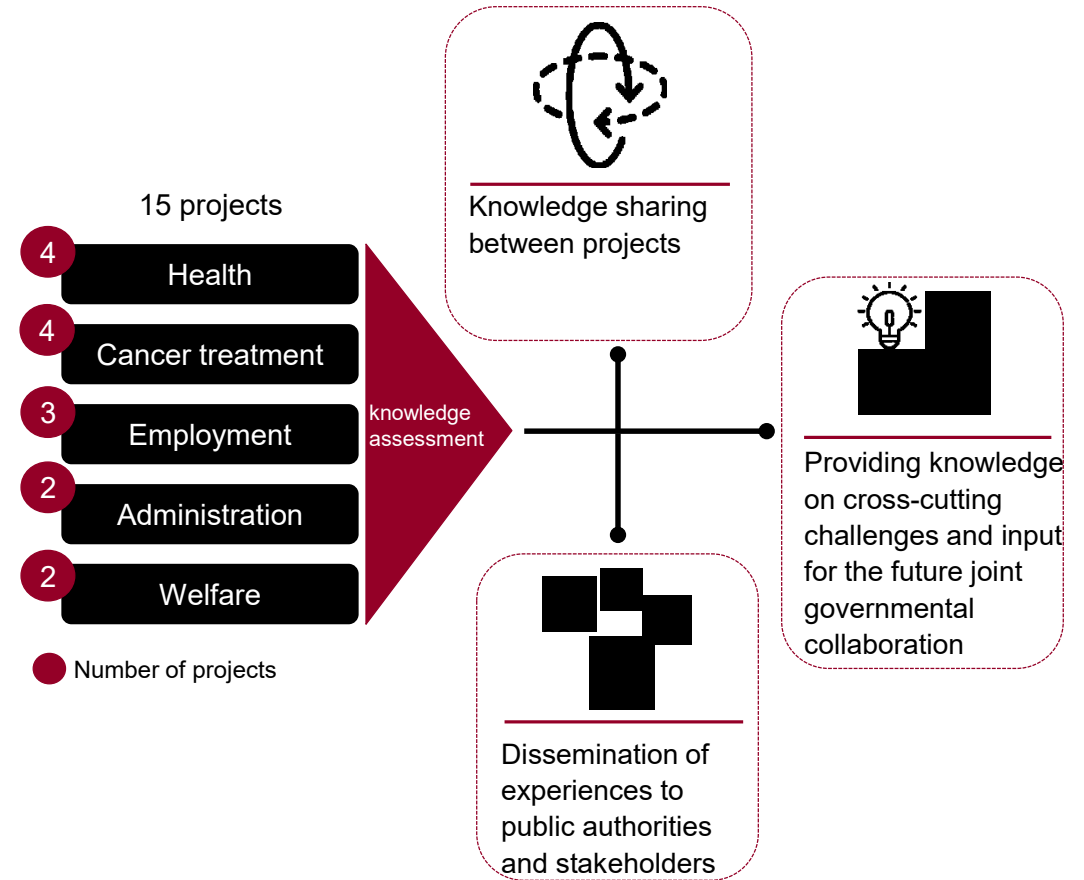 15 projects
4
Health
4
Cancer treatment
3
Employment
2
Administration
2
Welfare
Number of projects
knowledge
assessment
Knowledge sharing
between projects
Providing knowledge
on cross-cutting
challenges and input
for the future joint
governmental
collaboration
Dissemination of
experiences to
public authorities
and stakeholders